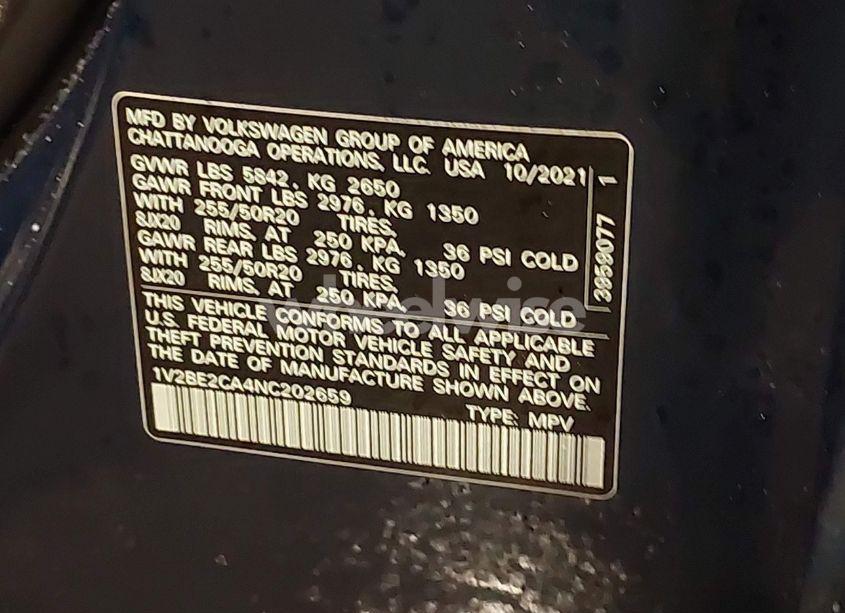 MFD BY VOLKSWAGEN GROUP OF AMERICA
CHATTANOOGA OPERATIONS, LLC. USA 10/2021
GVWR LBS 5842, KG 2650
GAWR FRONT LBS 2976, KG 1350
WITH 255/50R20 TIRES,
8JX20 RIMS, AT 250 KPA, 36 PSI COLD
GAWR REAR LBS 2976, KG 1350
WITH 255/50R20 TIRES,
8JX20 RIMS, AT 250 KPA, 36 PSI COLD
3959077 1
THIS VEHICLE CONFORMS TO ALL APPLICABLE
U.S. FEDERAL MOTOR VEHICLE SAFETY AND
THEFT PREVENTION STANDARDS IN EFFECT ON
THE DATE OF MANUFACTURE SHOWN ABOVE.
1V2BE2CA4NC202659 TYPE: MPV
wheelwise